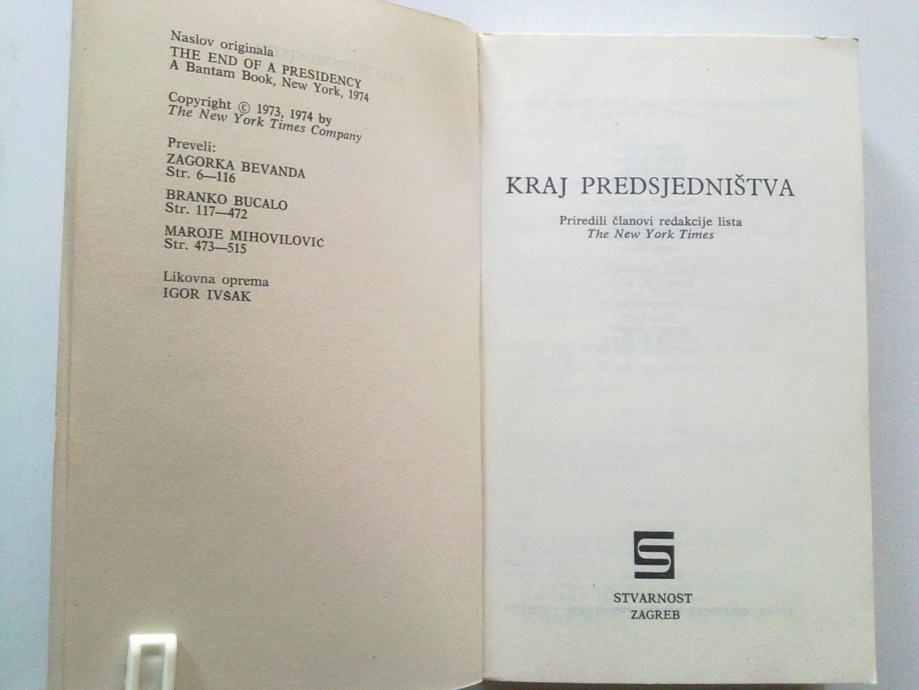 Naslov originala
THE END OF A PRESIDENCY
A Bantam Book, New York, 1974
Copyright © 1973, 1974 by
The New York Times Company
Preveli:
ZAGORKA BEVANDA
Str. 6—116
BRANKO BUCALO
Str. 117—472
MAROJE MIHOVILOVIĆ
Str. 473—515
Likovna oprema
IGOR IVŠAK
KRAJ PREDSJEDNIŠTVA
Priredili članovi redakcije lista
The New York Times
S
STVARNOST
ZAGREB